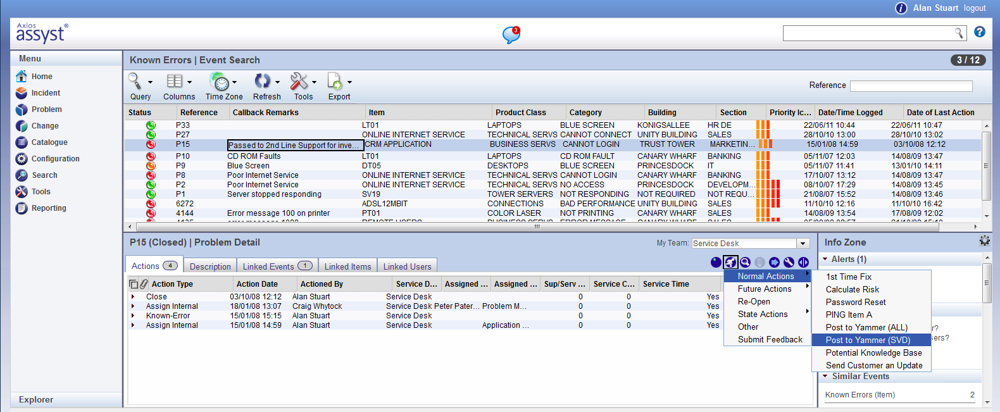 Alan Stuart logout
Axios
assyst®
3
Menu
Home
Incident
Problem
Change
Catalogue
Configuration
Search
Tools
Reporting
Explorer
Known Errors | Event Search
3 / 12
Query Columns Time Zone Refresh Tools Export
Reference
Status Reference Callback Remarks Item Product Class Category Building Section Priority Ic... Date/Time Logged Date of Last Action
P33 LT01 LAPTOPS BLUE SCREEN KONIGSALLEE HR DE 22/06/11 10:44 22/06/11 10:47
P27 ONLINE INTERNET SERVICE TECHNICAL SERVS CANNOT CONNECT UNITY BUILDING SALES 28/10/10 13:00 28/10/10 13:02
P15 Passed to 2nd Line Support for inve... CRM APPLICATION BUSINESS SERVS CANNOT LOGIN TRUST TOWER MARKETIN... 15/01/08 14:59 03/10/08 12:12
P10 CD ROM Faults LT01 LAPTOPS CD ROM FAULT CANARY WHARF BANKING 05/11/07 12:03 14/08/09 13:47
P9 Blue Screen DT05 DESKTOPS BLUE SCREEN PRINCESDOCK IT 05/11/07 11:41 13/01/10 14:11
P8 Poor Internet Service ONLINE INTERNET SERVICE TECHNICAL SERVS CANNOT LOGIN CANARY WHARF BANKING 17/10/07 13:12 14/08/09 13:47
P2 Poor Internet Service ONLINE INTERNET SERVICE TECHNICAL SERVS NO ACCESS PRINCESDOCK DEVELOPM... 08/10/07 17:29 14/08/09 13:45
P1 Server stopped responding SV19 TOWER SERVERS NOT RESPONDING NOT REQUIRED NOT REQU... 21/08/07 15:52 14/08/09 13:46
6272 ADSL12MBIT CONNECTIONS BAD PERFORMANCE UNITY BUILDING SALES 11/10/10 12:16 11/10/10 16:42
4144 Error message 100 on printer PT01 COLOR LASER NOT PRINTING CANARY WHARF SALES 14/08/09 13:54 17/08/09 12:02
P15 (Closed) | Problem Detail
My Team: Service Desk
Actions 4 Description Linked Events 1 Linked Items Linked Users
Action Type Action Date Actioned By Service D... Assigned ... Assigned ... Sup/Serv ... Service C... Service Time
Close 03/10/08 12:12 Alan Stuart Service Desk 0 0 Yes
Assign Internal 18/01/08 13:07 Craig Whytock Service Desk Peter Pater... Problem M... 0 0 Yes
Known-Error 15/01/08 15:15 Alan Stuart Service Desk 0 0 Yes
Assign Internal 15/01/08 14:59 Alan Stuart Service Desk Application ... 0 0 Yes
Normal Actions
Future Actions
Re-Open
State Actions
Other
Submit Feedback
1st Time Fix
Calculate Risk
Password Reset
PING Item A
Post to Yammer (ALL)
Post to Yammer (SVD)
Potential Knowledge Base
Send Customer an Update
Info Zone
Alerts (1)
Similar Events
Known Errors (Item) 2